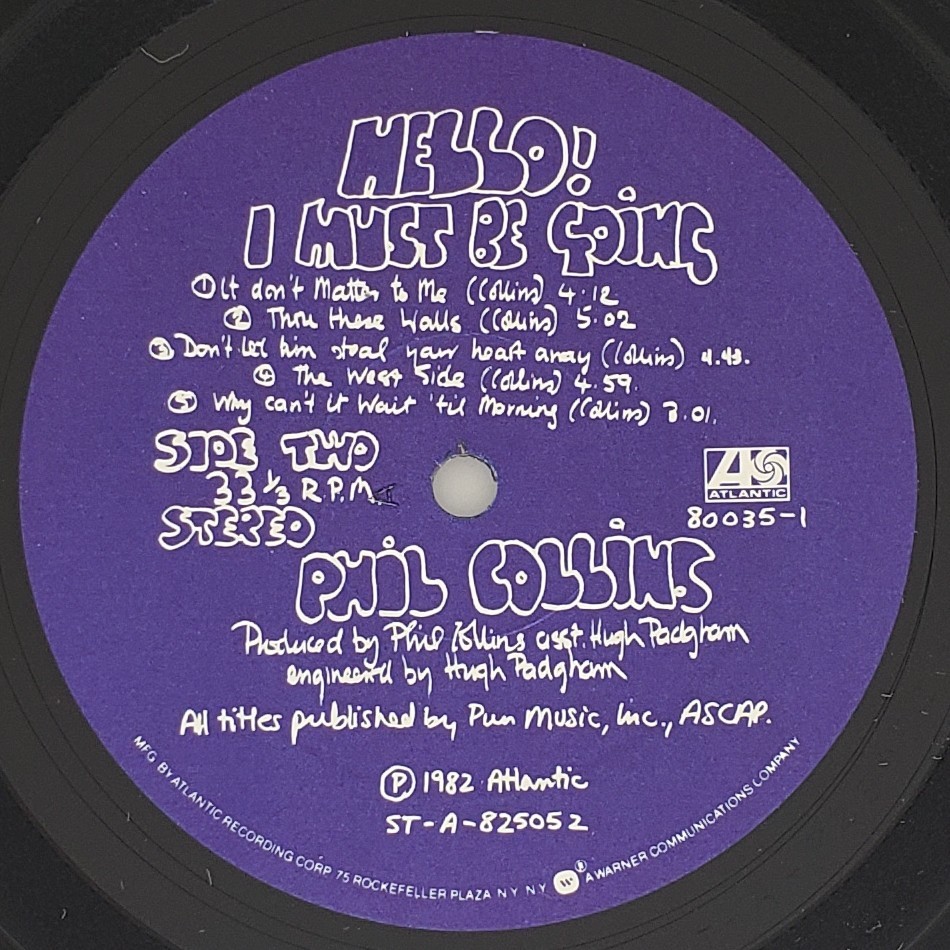 HELLO!
I MUST BE GOING
① It don't Matter to Me (Collins) 4.12
② Thru these Walls (Collins) 5.02
③ Don't let him steal your heart away (Collins) 4.43.
④ The West Side (Collins) 4.59.
⑤ Why can't it Wait 'til Morning (Collins) 3.01.
SIDE TWO
33 1/3 R.P.M.
STEREO
ATLANTIC
80035-1
PHIL COLLINS
Produced by Phil Collins asst. Hugh Padgham
engineered by Hugh Padgham
All titles published by Pun Music, Inc., ASCAP.
Ⓟ 1982 Atlantic
ST-A-825052
MFG BY ATLANTIC RECORDING CORP 75 ROCKEFELLER PLAZA N Y N Y ® A WARNER COMMUNICATIONS COMPANY